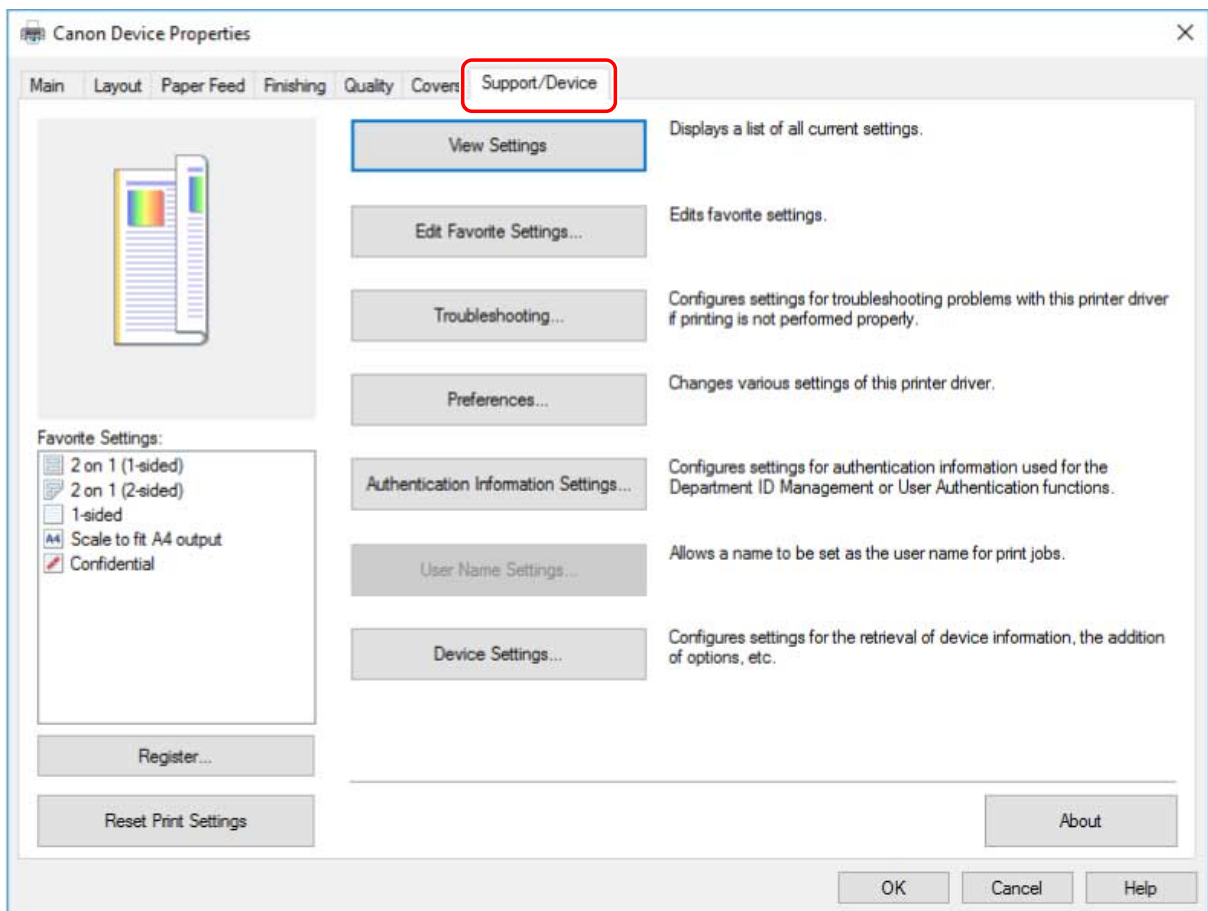 Canon Device Properties
Main Layout Paper Feed Finishing Quality Covers Support/Device
View Settings
Displays a list of all current settings.
Edit Favorite Settings...
Edits favorite settings.
Troubleshooting...
Configures settings for troubleshooting problems with this printer driver
if printing is not performed properly.
Preferences...
Changes various settings of this printer driver.
Favorite Settings:
2 on 1 (1-sided)
2 on 1 (2-sided)
1-sided
A4 Scale to fit A4 output
Confidential
Authentication Information Settings...
Configures settings for authentication information used for the
Department ID Management or User Authentication functions.
User Name Settings...
Allows a name to be set as the user name for print jobs.
Device Settings...
Configures settings for the retrieval of device information, the addition
of options, etc.
Register...
Reset Print Settings
About
OK Cancel Help